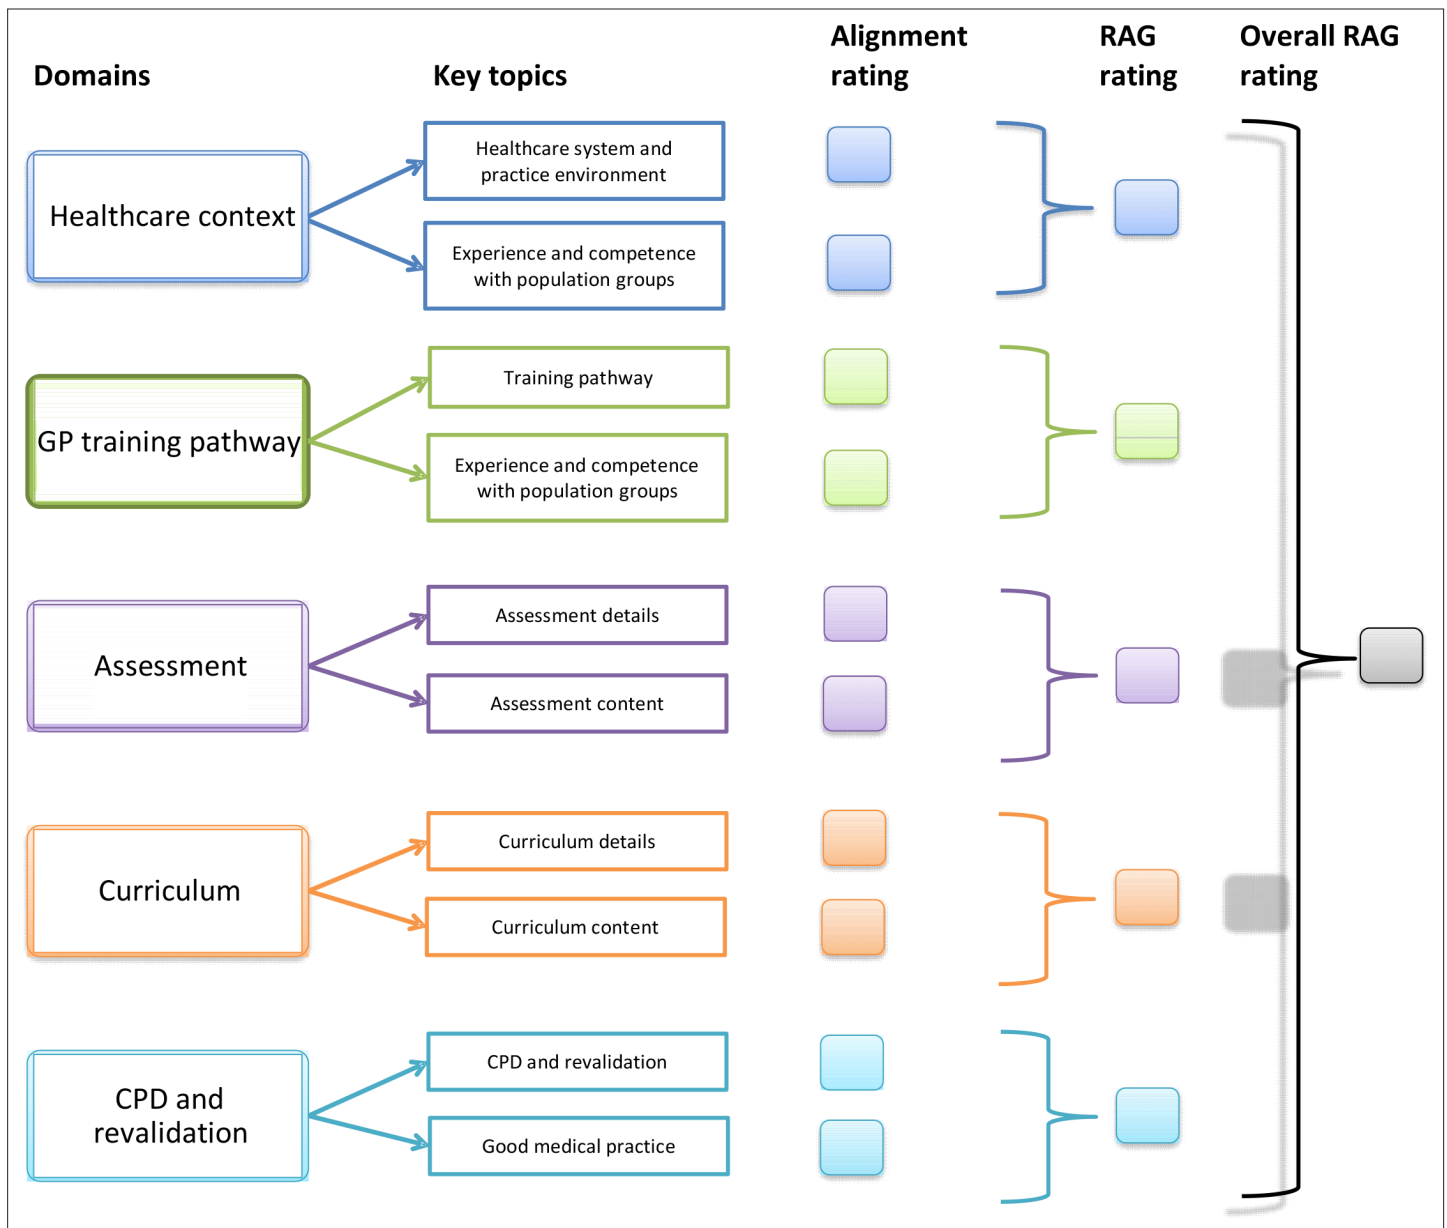 Domains
Key topics
Alignment
rating
RAG
rating
Overall RAG
rating
Healthcare context
Healthcare system and
practice environment
Experience and competence
with population groups
GP training pathway
Training pathway
Experience and competence
with population groups
Assessment
Assessment details
Assessment content
Curriculum
Curriculum details
Curriculum content
CPD and
revalidation
CPD and revalidation
Good medical practice